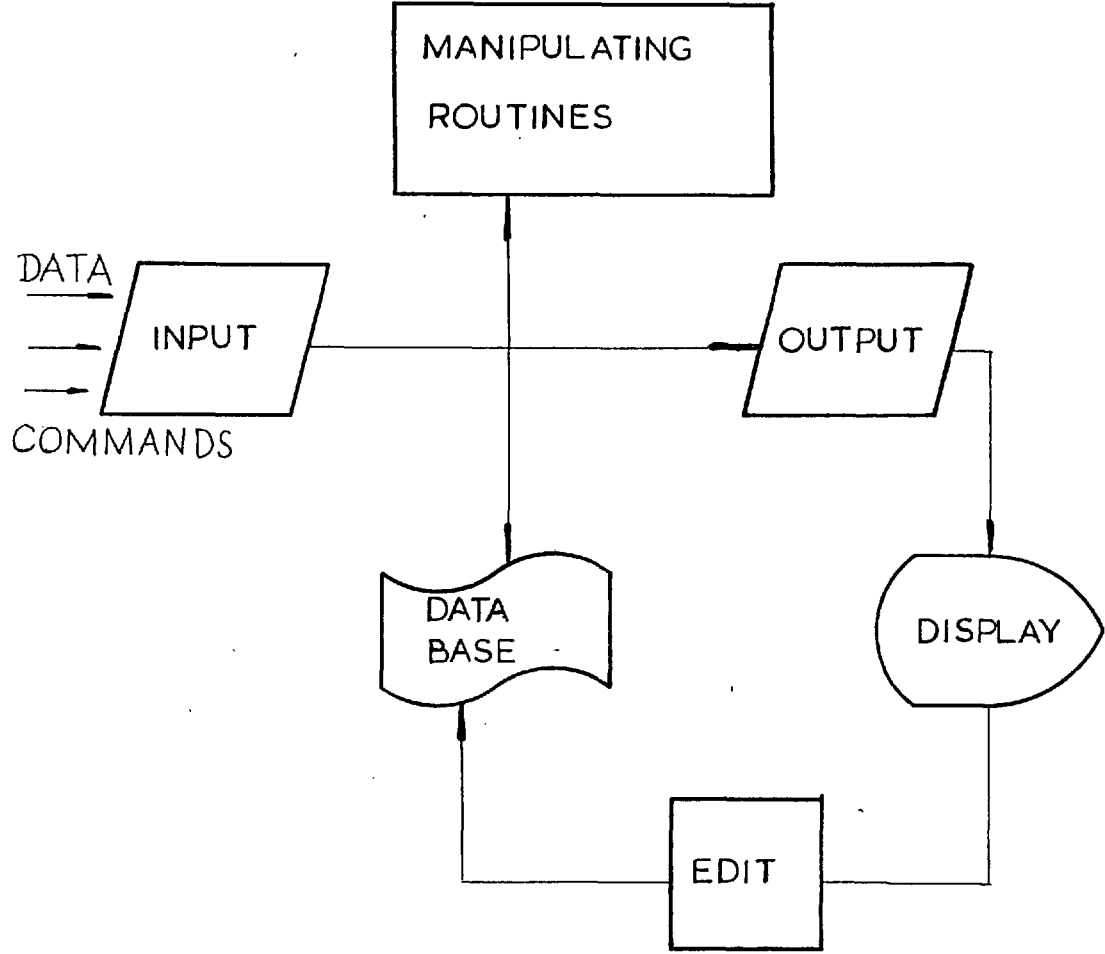 MANIPULATING
ROUTINES
DATA
INPUT
OUTPUT
COMMANDS
DATA
BASE
DISPLAY
EDIT